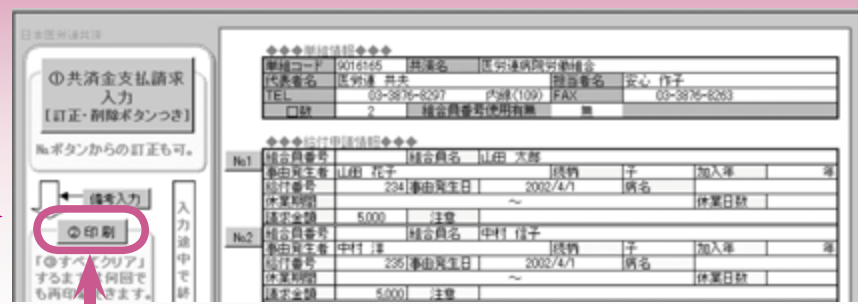 日本医労連共済
①共済金支払請求
入力
【訂正・削除ボタンつき】
№ボタンからの訂正も可。
備考入力
②印刷
「③すべてクリア」
するまで何回で
も再印刷できます。
入力途中で終
◆◆◆単組情報◆◆◆
単組コード 9016165 共済名 医労連病院労働組合
代表者名 医労連 共夫 担当者名 安心 作子
TEL 03-3876-8297 内線(109) FAX 03-3876-8263
口数 2 組合員番号使用有無 無
◆◆◆給付申請情報◆◆◆
No1 組合員番号 組合員名 山田 太郎
事由発生者 山田 花子 続柄 子 加入年 年
給付番号 234 事由発生日 2002/4/1 病名
休業期間 ～ 休業日数
請求金額 5,000 注意
No2 組合員番号 組合員名 中村 信子
事由発生者 中村 洋 続柄 子 加入年 年
給付番号 235 事由発生日 2002/4/1 病名
休業期間 ～ 休業日数
請求金額 5,000 注意